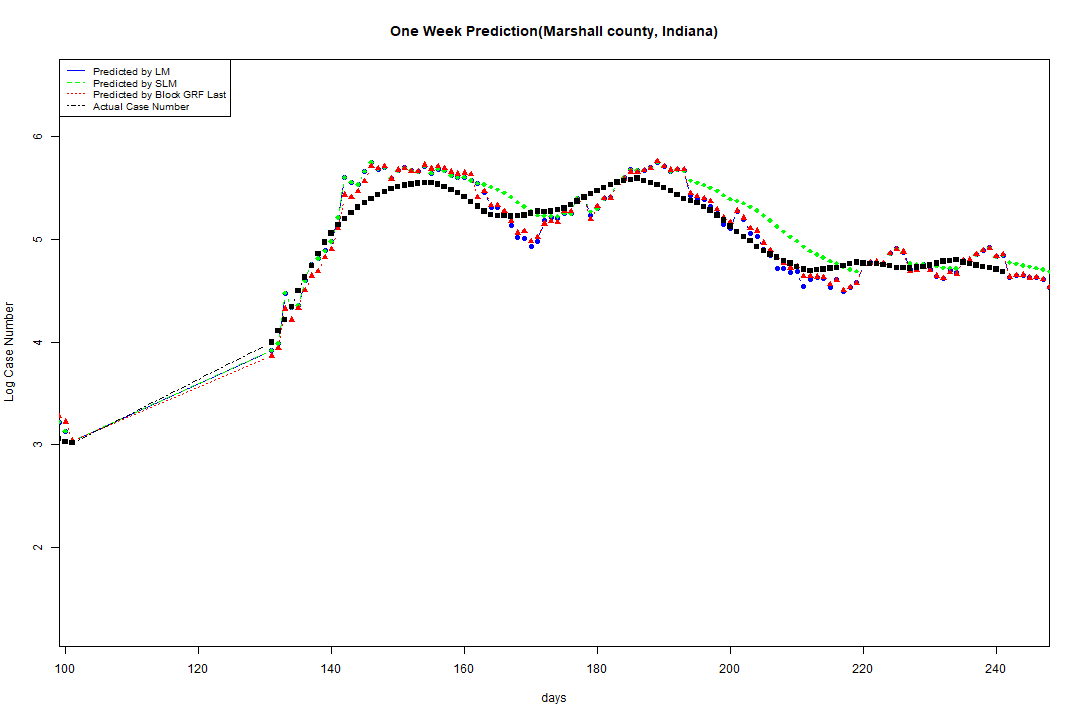 One Week Prediction(Marshall county, Indiana)
Predicted by LM
Predicted by SLM
Predicted by Block GRF Last
Actual Case Number
6
5
4
3
2
Log Case Number
100 120 140 160 180 200 220 240
days